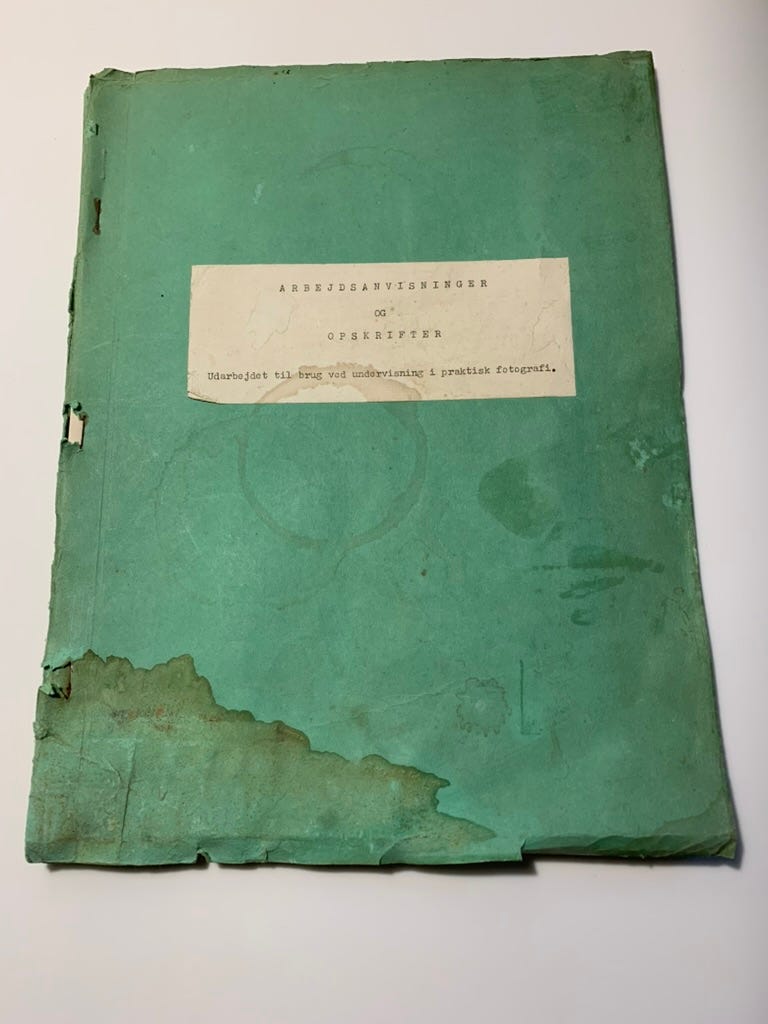 ARBEJDSANVISNINGER
OG
OPSKRIFTER
Udarbejdet til brug ved undervisning i praktisk fotografi.